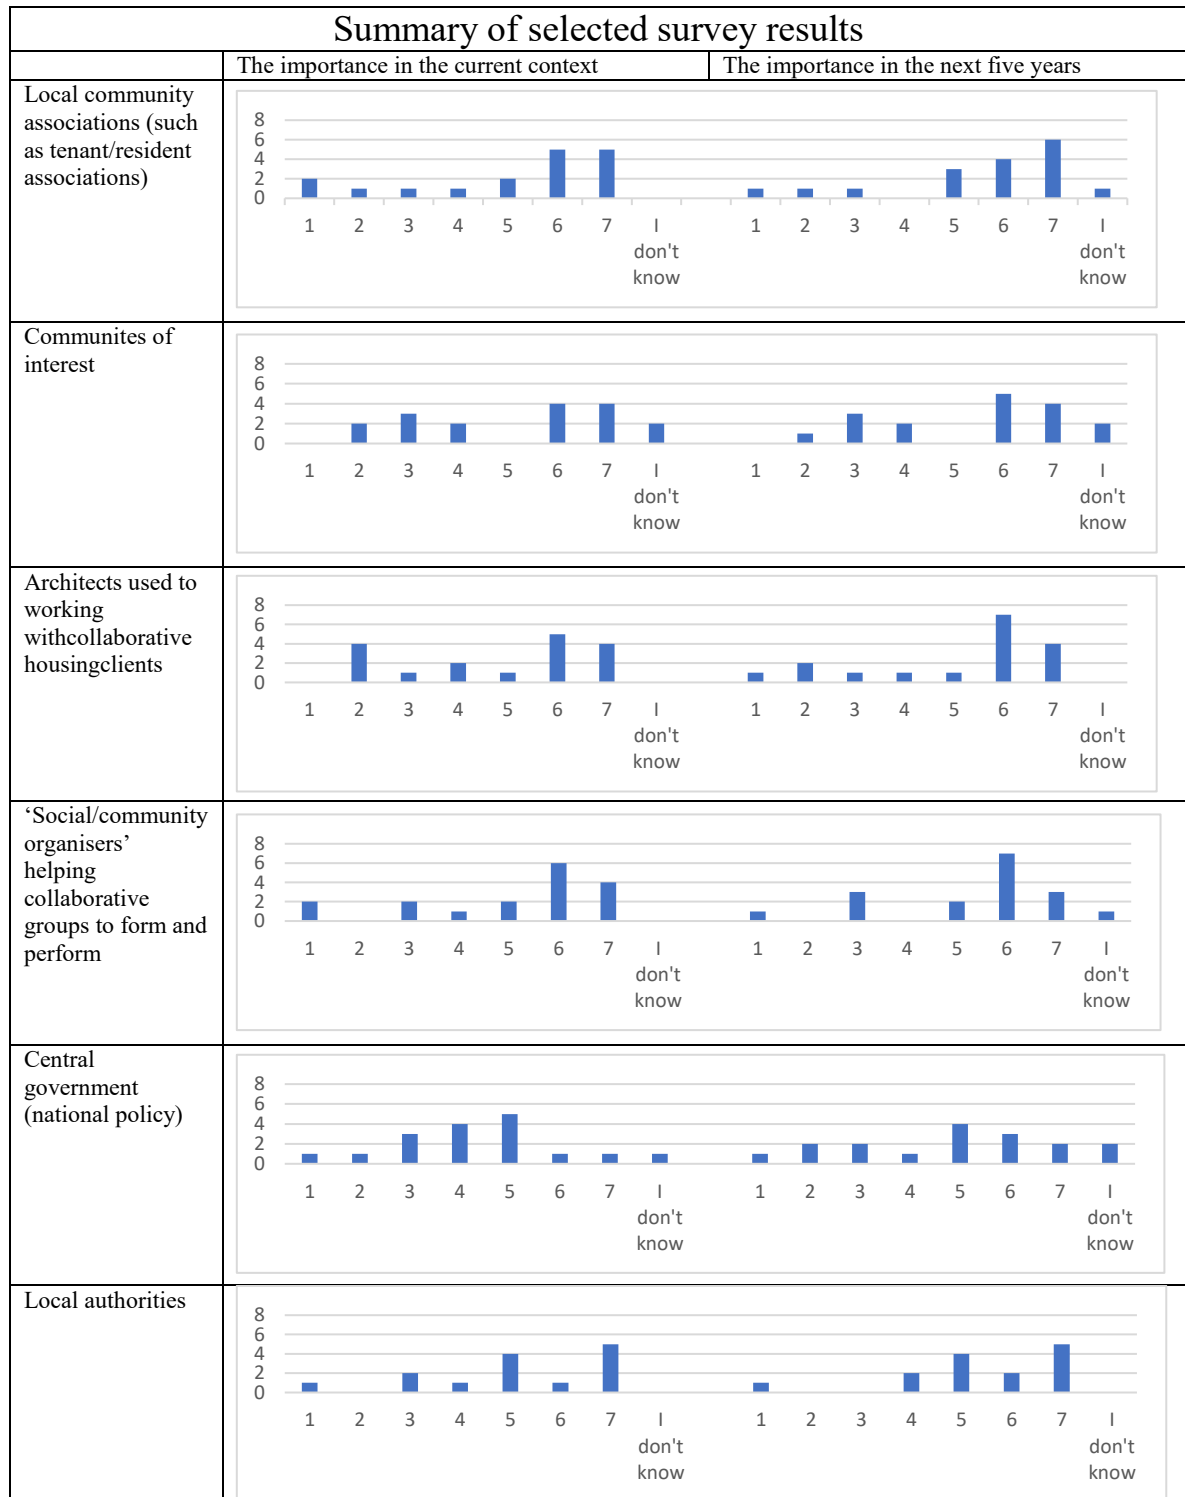 Summary of selected survey results
The importance in the current context
The importance in the next five years
Local community
associations (such
as tenant/resident
associations)
8
6
4
2
0
1 2 3 4 5 6 7 I don't know 1 2 3 4 5 6 7 I don't know
Communites of
interest
8
6
4
2
0
1 2 3 4 5 6 7 I don't know 1 2 3 4 5 6 7 I don't know
Architects used to
working
withcollaborative
housingclients
8
6
4
2
0
1 2 3 4 5 6 7 I don't know 1 2 3 4 5 6 7 I don't know
‘Social/community
organisers’
helping
collaborative
groups to form and
perform
8
6
4
2
0
1 2 3 4 5 6 7 I don't know 1 2 3 4 5 6 7 I don't know
Central
government
(national policy)
8
6
4
2
0
1 2 3 4 5 6 7 I don't know 1 2 3 4 5 6 7 I don't know
Local authorities
8
6
4
2
0
1 2 3 4 5 6 7 I don't know 1 2 3 4 5 6 7 I don't know